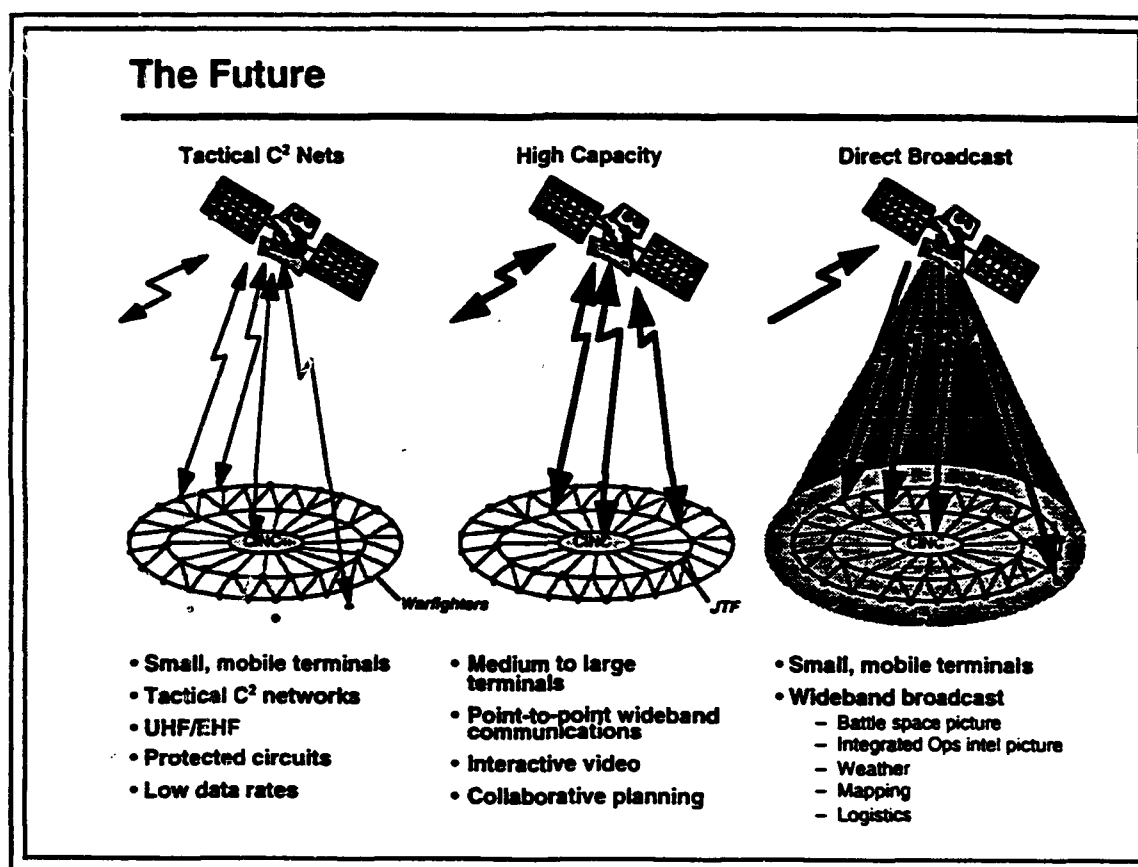 The Future
Tactical C² Nets
CINC
Warfighters
• Small, mobile terminals
• Tactical C² networks
• UHF/EHF
• Protected circuits
• Low data rates
High Capacity
CINC
JTF
• Medium to large
terminals
• Point-to-point wideband
communications
• Interactive video
• Collaborative planning
Direct Broadcast
CINC
• Small, mobile terminals
• Wideband broadcast
– Battle space picture
– Integrated Ops intel picture
– Weather
– Mapping
– Logistics